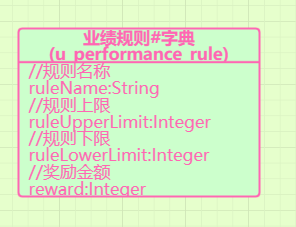 业绩规则#字典
(u_performance_rule)
//规则名称
ruleName:String
//规则上限
ruleUpperLimit:Integer
//规则下限
ruleLowerLimit:Integer
//奖励金额
reward:Integer